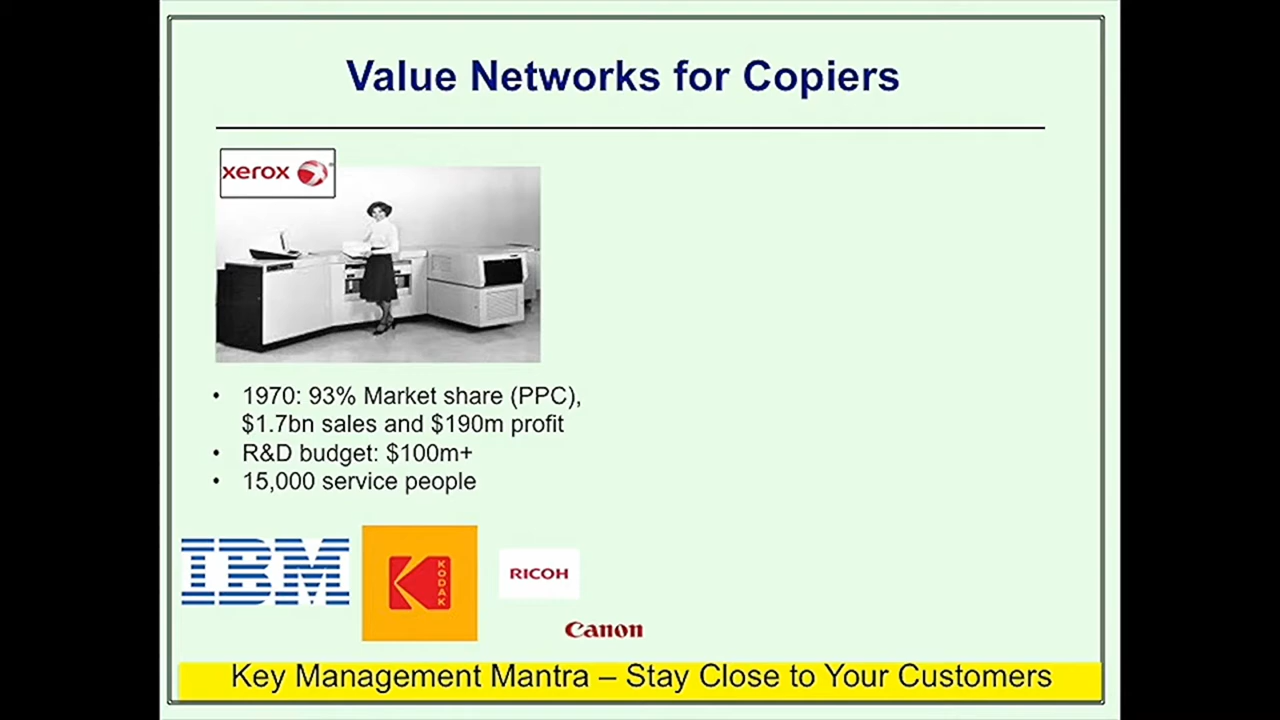 Value Networks for Copiers
xerox
• 1970: 93% Market share (PPC),
$1.7bn sales and $190m profit
• R&D budget: $100m+
• 15,000 service people
IBM
KODAK
RICOH
Canon
Key Management Mantra – Stay Close to Your Customers